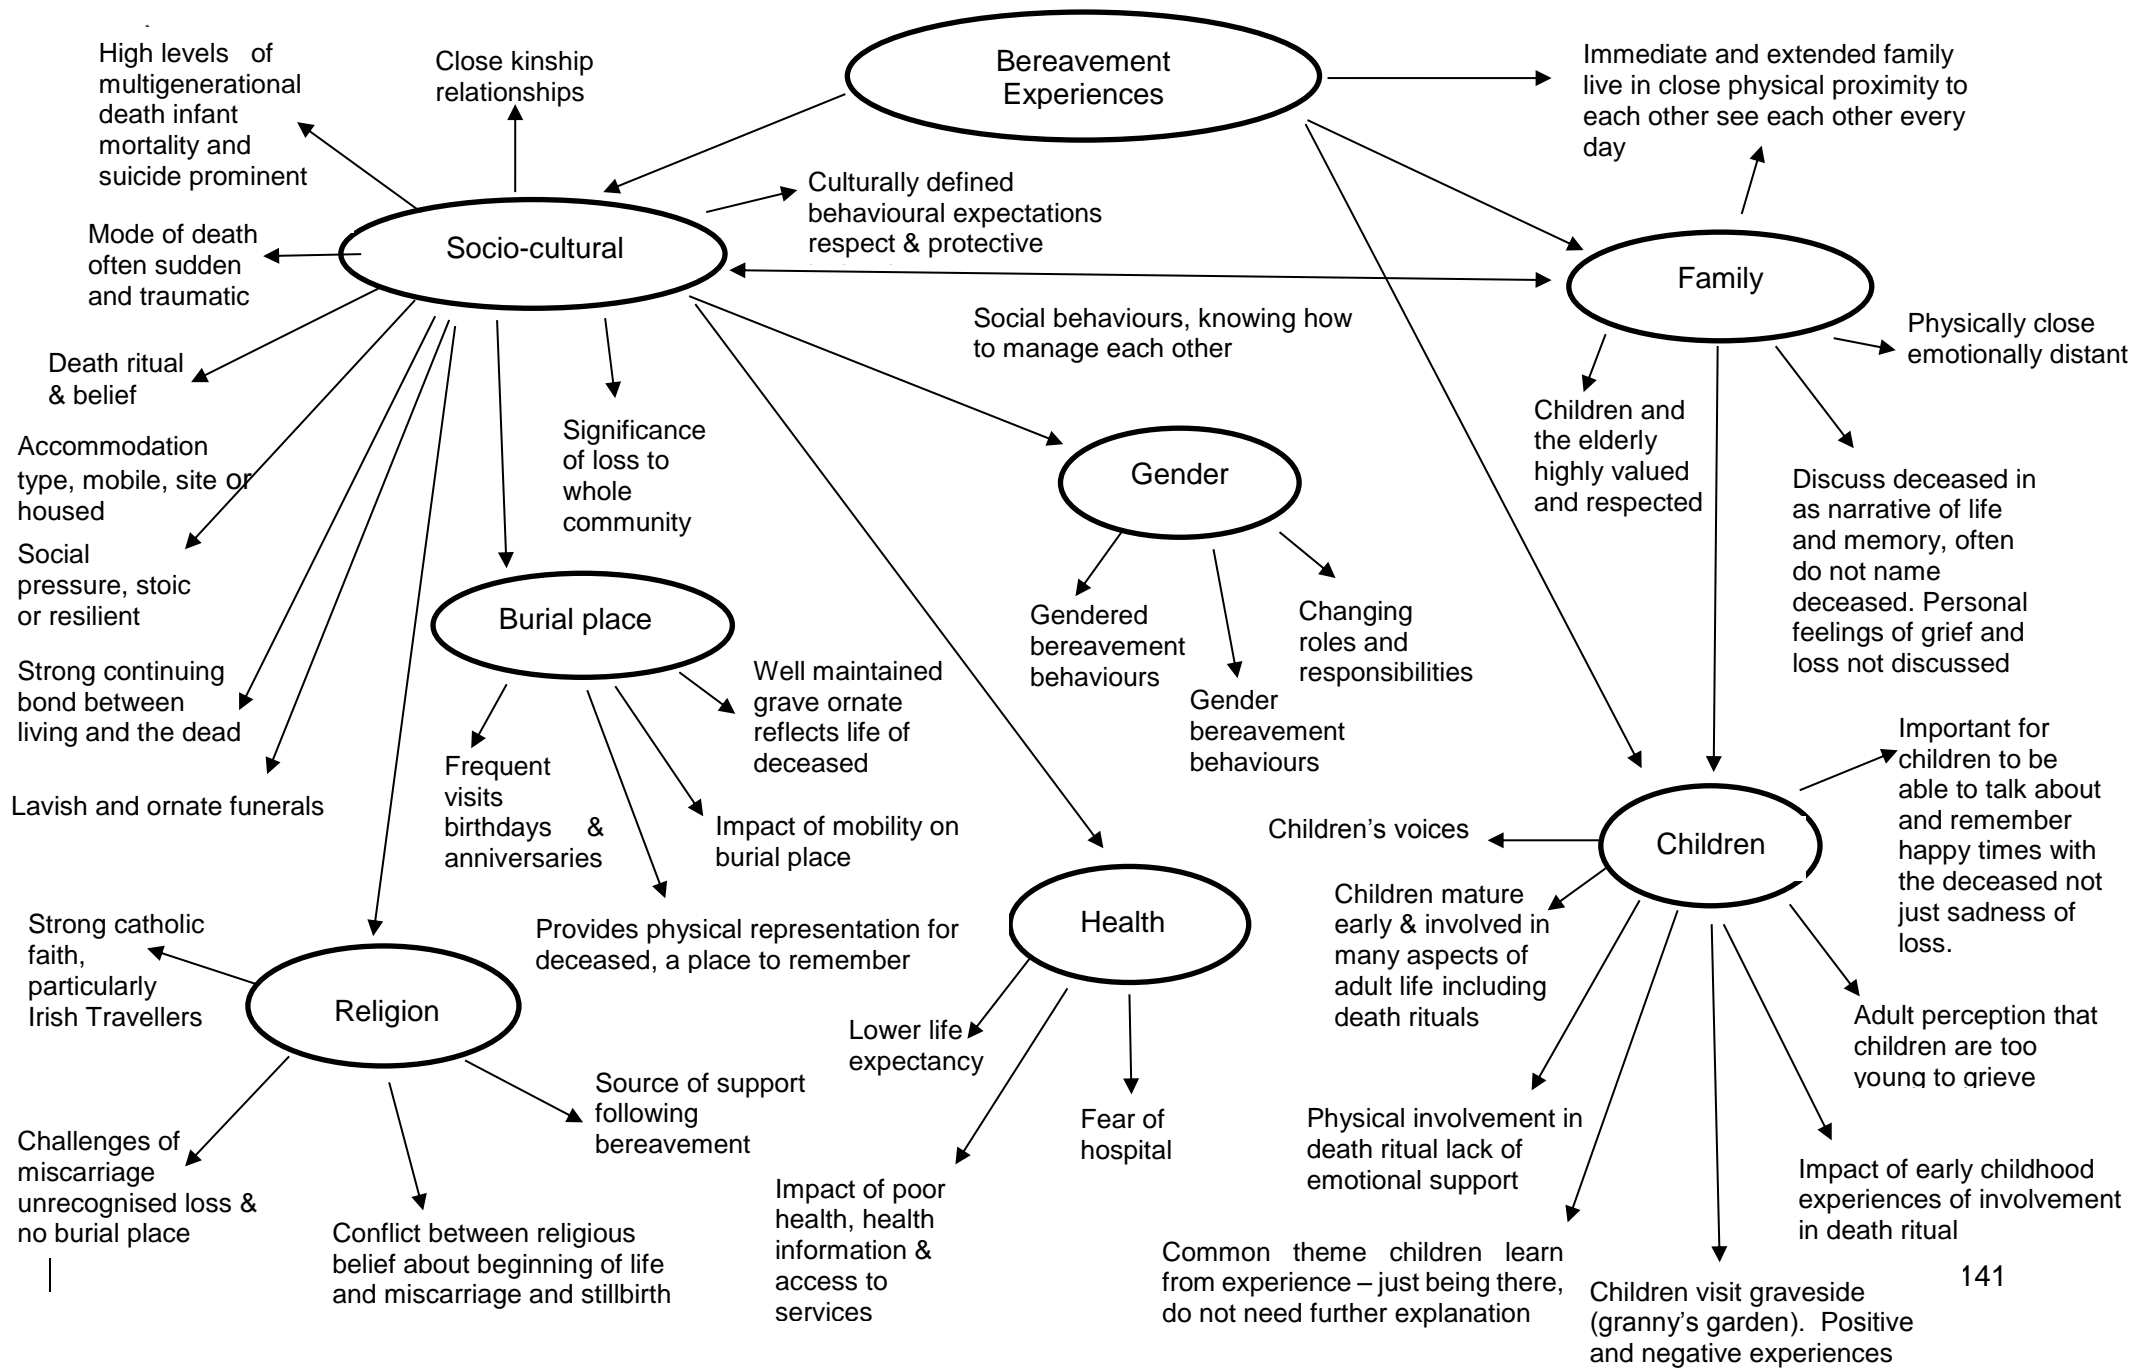 High levels of
multigenerational
death infant
mortality and
suicide prominent
Close kinship
relationships
Bereavement
Experiences
Immediate and extended family
live in close physical proximity to
each other see each other every
day
Culturally defined
behavioural expectations
respect & protective
Mode of death
often sudden
and traumatic
Socio-cultural
Family
Social behaviours, knowing how
to manage each other
Physically close
emotionally distant
Death ritual
& belief
Accommodation
type, mobile, site or
housed
Significance
of loss to
whole
community
Gender
Children and
the elderly
highly valued
and respected
Discuss deceased in
as narrative of life
and memory, often
do not name
deceased. Personal
feelings of grief and
loss not discussed
Social
pressure, stoic
or resilient
Burial place
Gendered
bereavement
behaviours
Changing
roles and
responsibilities
Gender
bereavement
behaviours
Strong continuing
bond between
living and the dead
Well maintained
grave ornate
reflects life of
deceased
Frequent
visits
birthdays &
anniversaries
Important for
children to be
able to talk about
and remember
happy times with
the deceased not
just sadness of
loss.
Lavish and ornate funerals
Impact of mobility on
burial place
Children's voices
Children
Children mature
early & involved in
many aspects of
adult life including
death rituals
Strong catholic
faith,
particularly
Irish Travellers
Provides physical representation for
deceased, a place to remember
Health
Religion
Lower life
expectancy
Adult perception that
children are too
young to grieve
Source of support
following
bereavement
Fear of
hospital
Physical involvement in
death ritual lack of
emotional support
Challenges of
miscarriage
unrecognised loss &
no burial place
Impact of early childhood
experiences of involvement
in death ritual
Impact of poor
health, health
information &
access to
services
Conflict between religious
belief about beginning of life
and miscarriage and stillbirth
Common theme children learn
from experience – just being there,
do not need further explanation
Children visit graveside
(granny's garden). Positive
and negative experiences
141